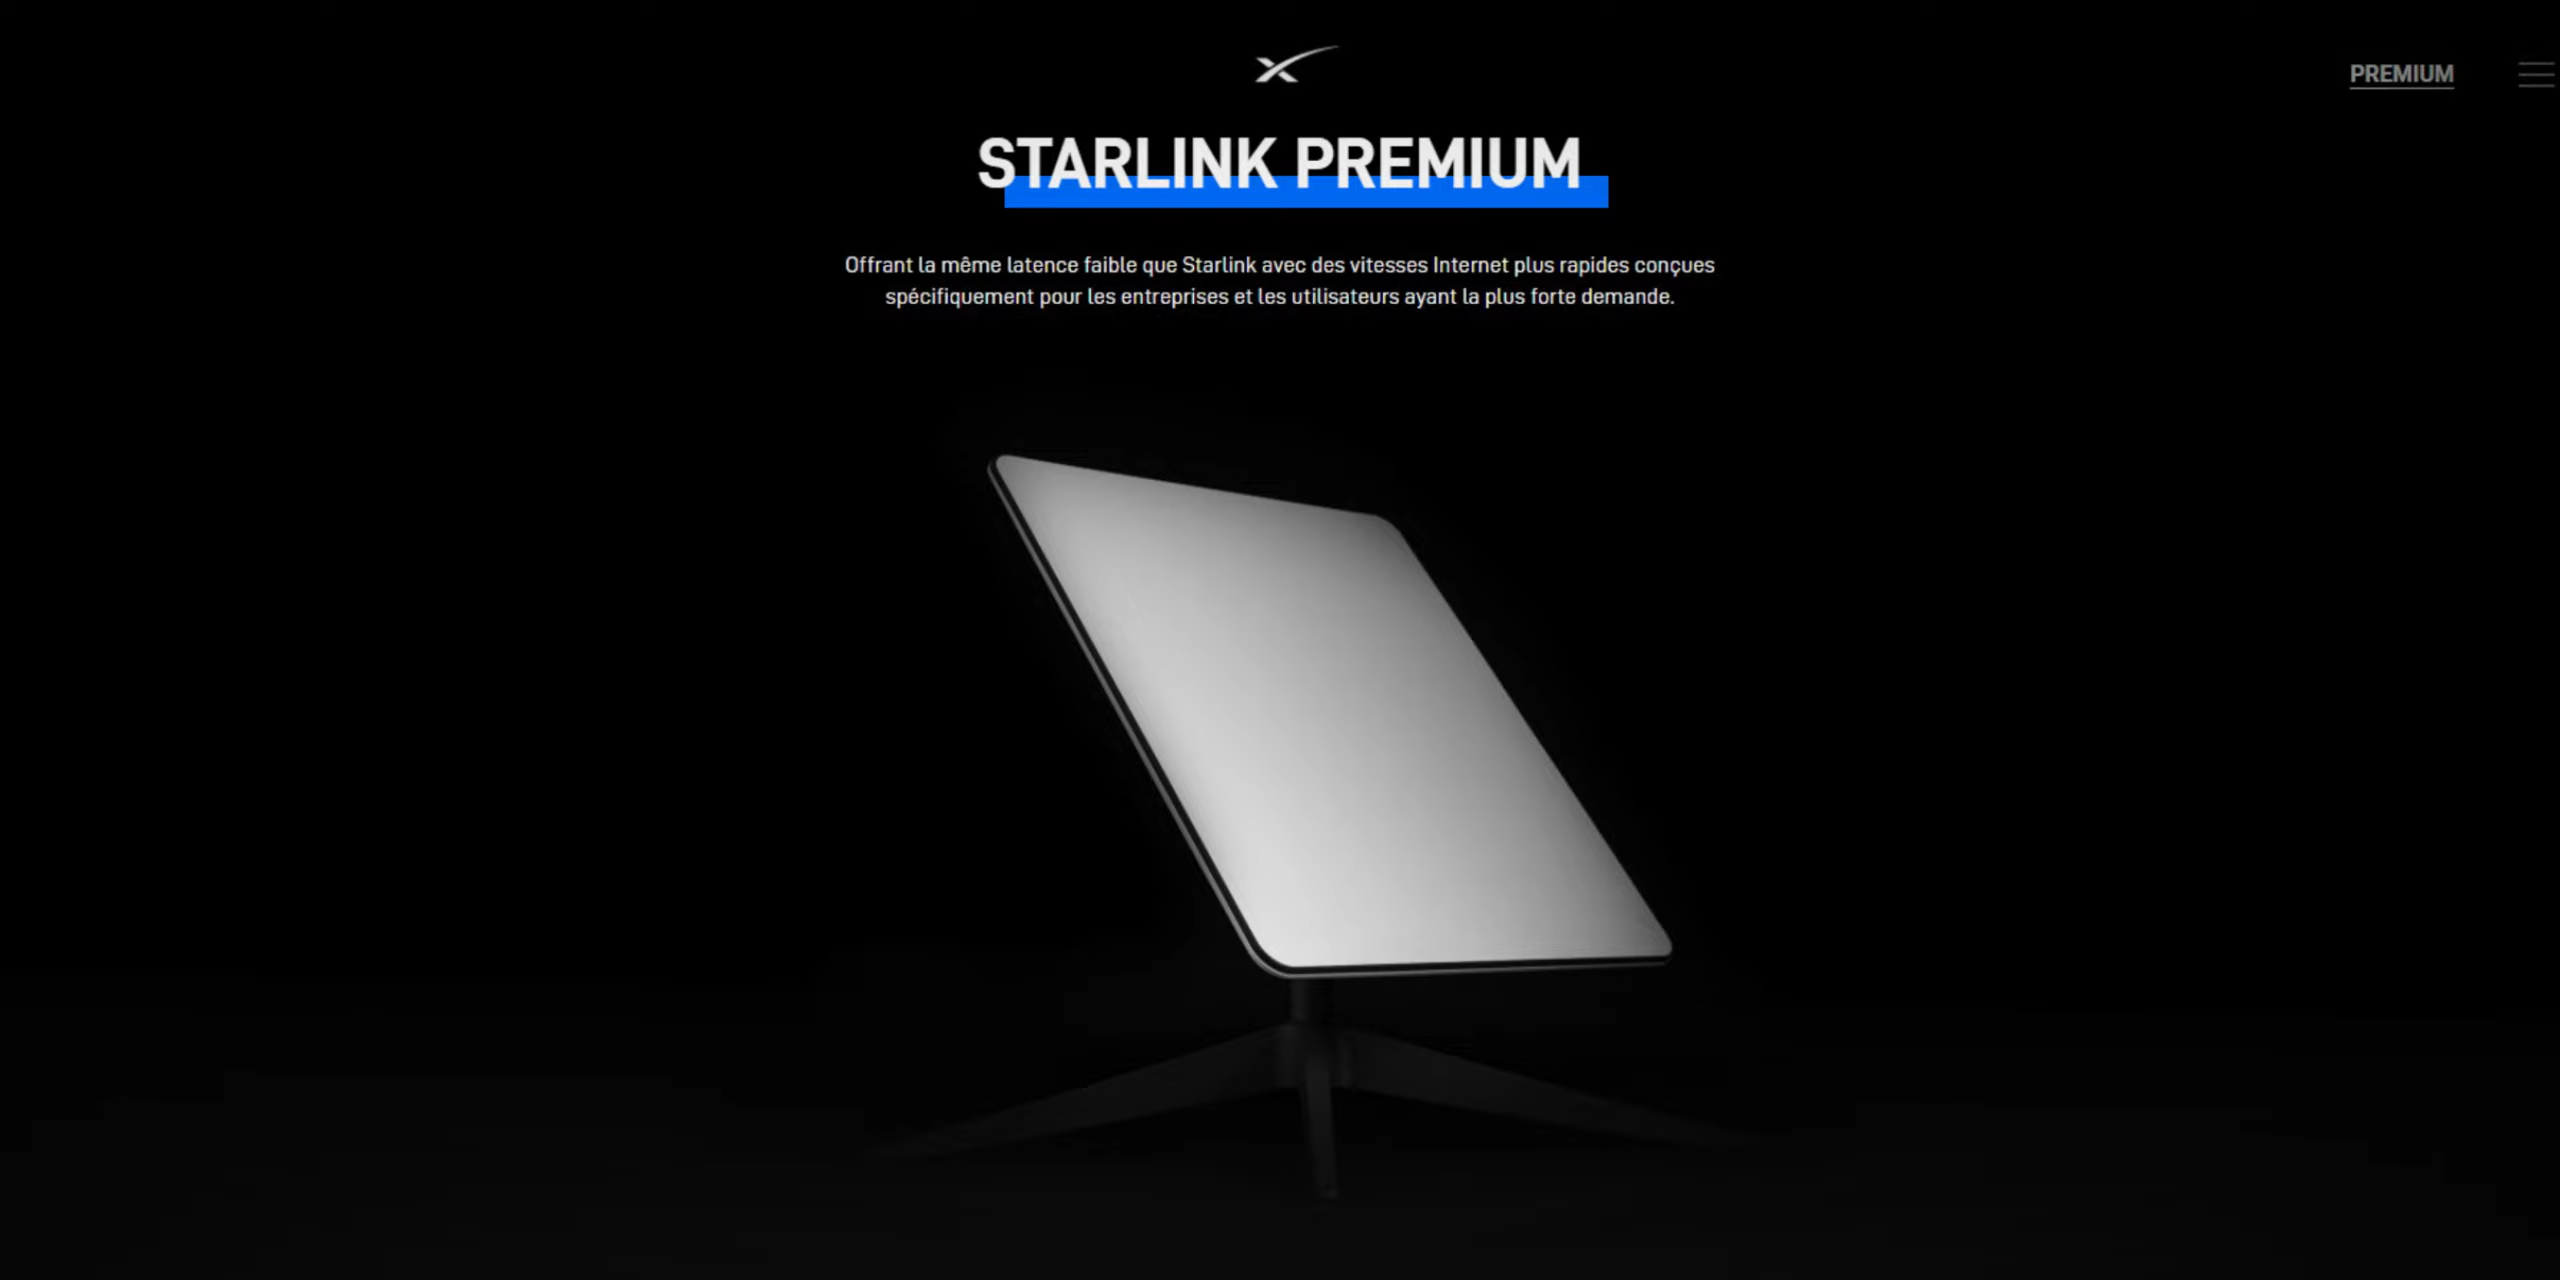 PREMIUM
STARLINK PREMIUM
Offrant la même latence faible que Starlink avec des vitesses Internet plus rapides conçues
spécifiquement pour les entreprises et les utilisateurs ayant la plus forte demande.